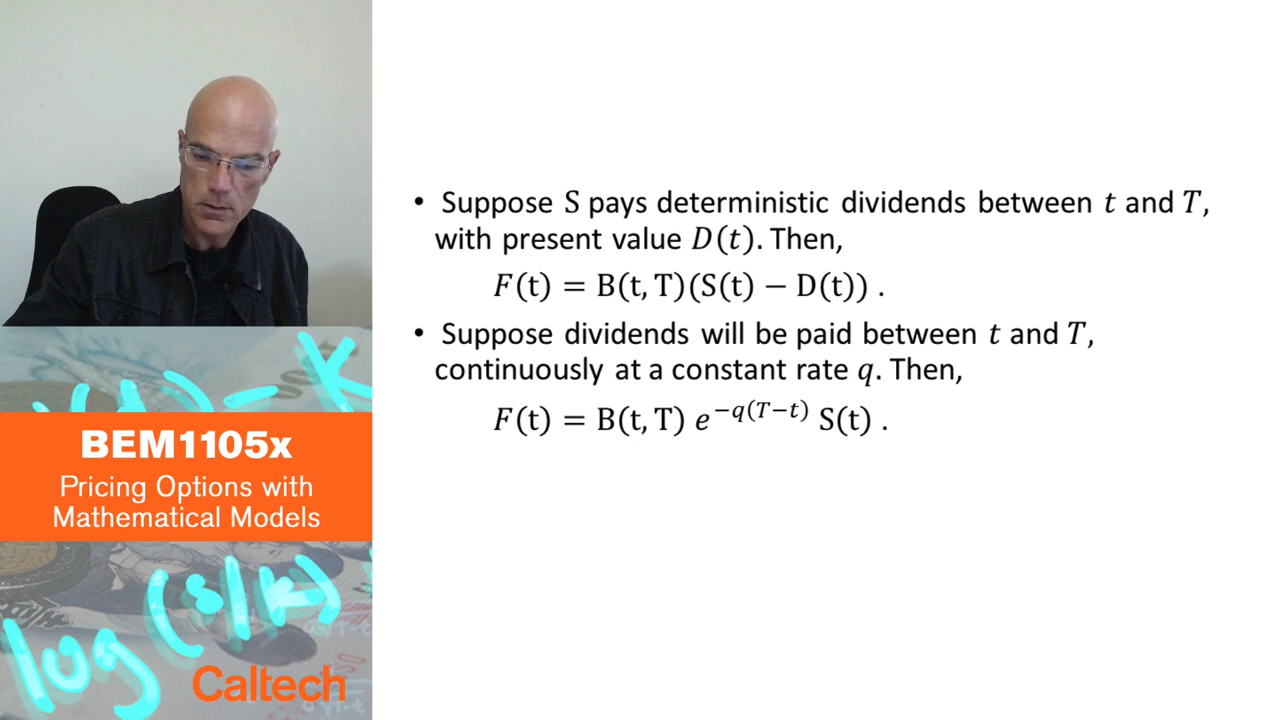 • Suppose S pays deterministic dividends between t and T,
with present value D(t). Then,
F(t) = B(t, T)(S(t) − D(t)) .
• Suppose dividends will be paid between t and T,
continuously at a constant rate q. Then,
F(t) = B(t, T) e^{−q(T−t)} S(t) .
− K
BEM1105x
Pricing Options with
Mathematical Models
log(s/K)
Caltech